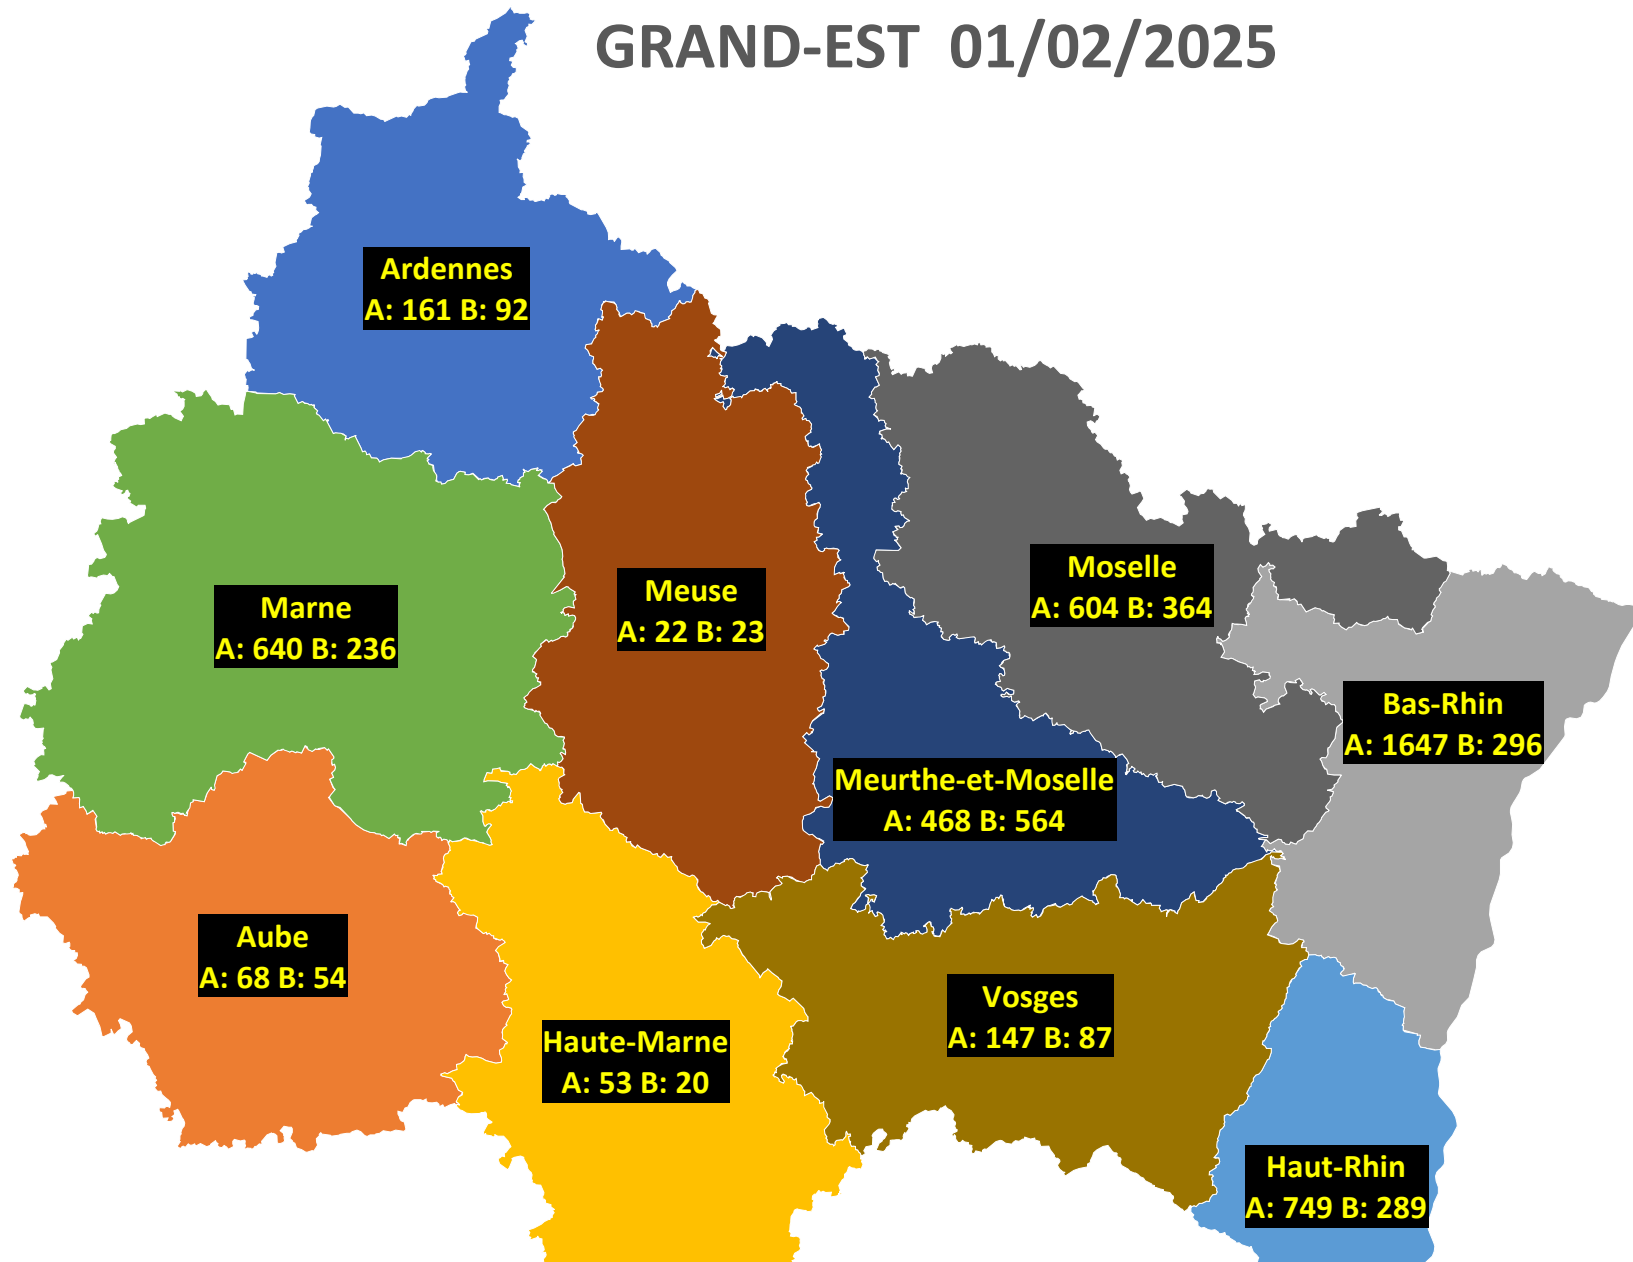 GRAND-EST 01/02/2025
Ardennes
A: 161 B: 92
Marne
A: 640 B: 236
Meuse
A: 22 B: 23
Moselle
A: 604 B: 364
Bas-Rhin
A: 1647 B: 296
Meurthe-et-Moselle
A: 468 B: 564
Aube
A: 68 B: 54
Haute-Marne
A: 53 B: 20
Vosges
A: 147 B: 87
Haut-Rhin
A: 749 B: 289